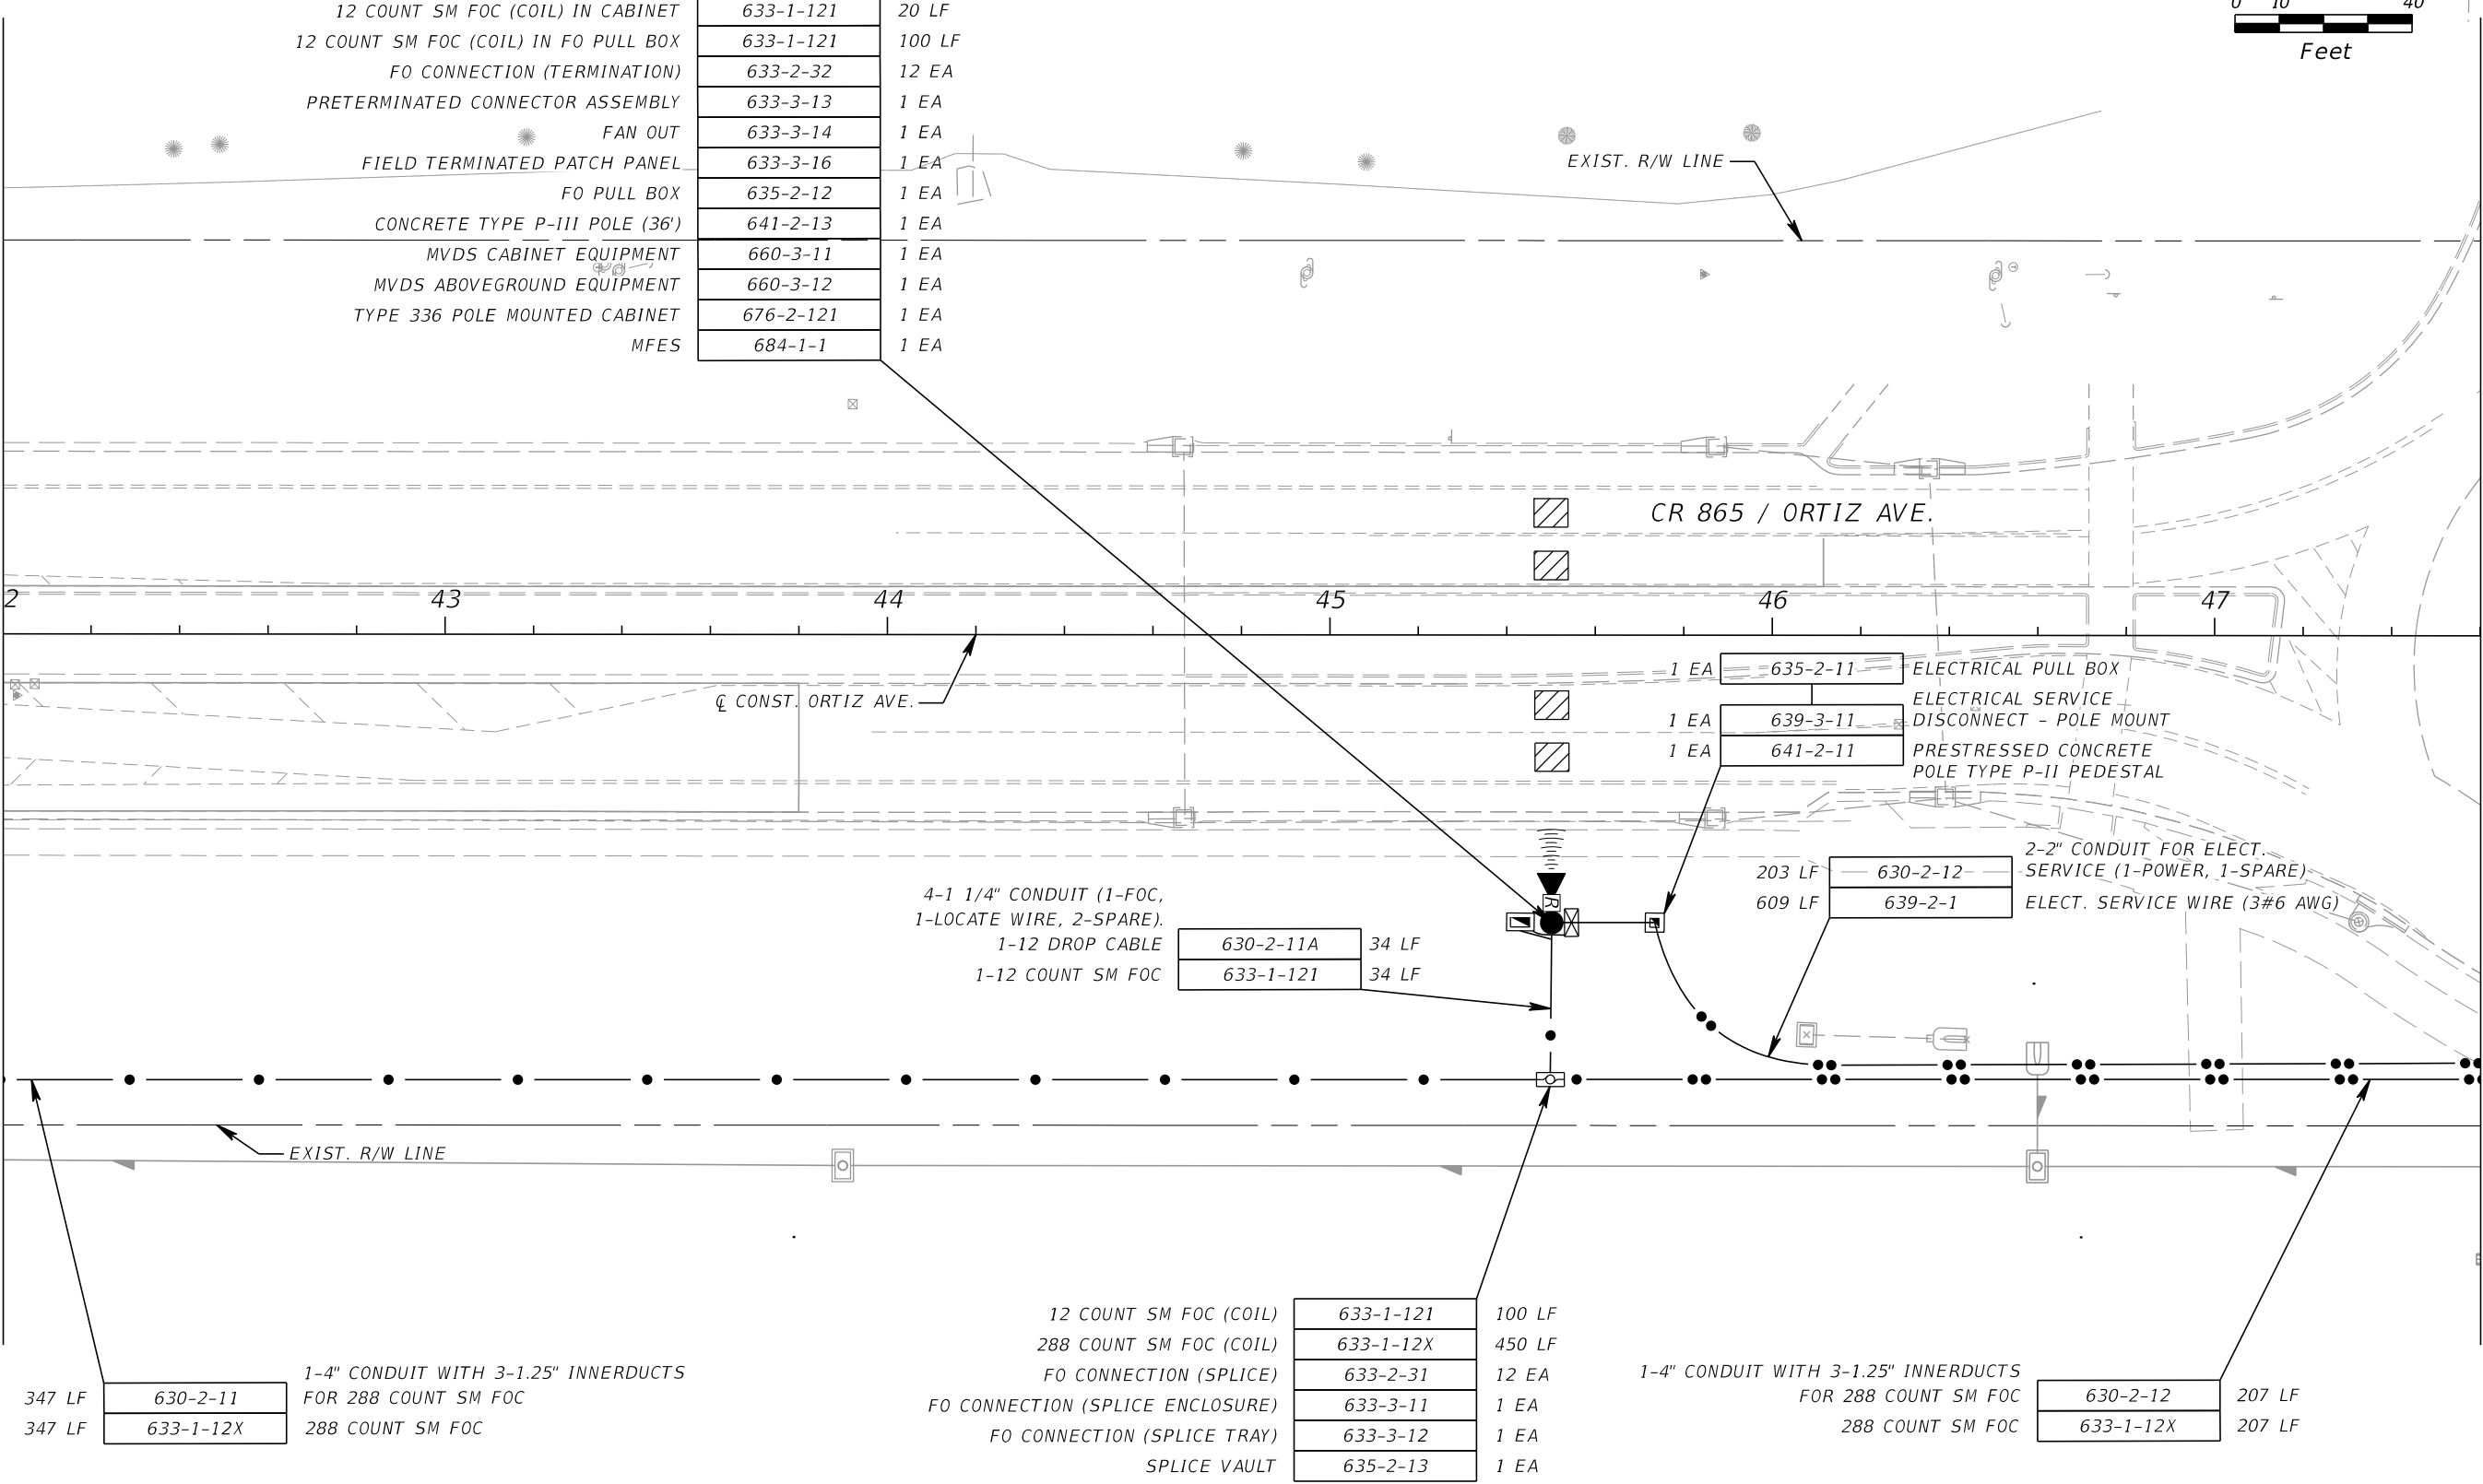 12 COUNT SM FOC (COIL) IN CABINET 633-1-121 20 LF
12 COUNT SM FOC (COIL) IN FO PULL BOX 633-1-121 100 LF
FO CONNECTION (TERMINATION) 633-2-32 12 EA
PRETERMINATED CONNECTOR ASSEMBLY 633-3-13 1 EA
FAN OUT 633-3-14 1 EA
FIELD TERMINATED PATCH PANEL 633-3-16 1 EA
FO PULL BOX 635-2-12 1 EA
CONCRETE TYPE P-III POLE (36') 641-2-13 1 EA
MVDS CABINET EQUIPMENT 660-3-11 1 EA
MVDS ABOVEGROUND EQUIPMENT 660-3-12 1 EA
TYPE 336 POLE MOUNTED CABINET 676-2-121 1 EA
MFES 684-1-1 1 EA
0 10 40
Feet
EXIST. R/W LINE
CR 865 / ORTIZ AVE.
2 43 44 45 46 47
℄ CONST. ORTIZ AVE.
1 EA 635-2-11 ELECTRICAL PULL BOX
ELECTRICAL SERVICE
1 EA 639-3-11 DISCONNECT - POLE MOUNT
1 EA 641-2-11 PRESTRESSED CONCRETE
POLE TYPE P-II PEDESTAL
2-2" CONDUIT FOR ELECT.
203 LF 630-2-12 SERVICE (1-POWER, 1-SPARE)
609 LF 639-2-1 ELECT. SERVICE WIRE (3#6 AWG)
R
4-1 1/4" CONDUIT (1-FOC,
1-LOCATE WIRE, 2-SPARE).
1-12 DROP CABLE 630-2-11A 34 LF
1-12 COUNT SM FOC 633-1-121 34 LF
EXIST. R/W LINE
1-4" CONDUIT WITH 3-1.25" INNERDUCTS
347 LF 630-2-11 FOR 288 COUNT SM FOC
347 LF 633-1-12X 288 COUNT SM FOC
12 COUNT SM FOC (COIL) 633-1-121 100 LF
288 COUNT SM FOC (COIL) 633-1-12X 450 LF
FO CONNECTION (SPLICE) 633-2-31 12 EA
FO CONNECTION (SPLICE ENCLOSURE) 633-3-11 1 EA
FO CONNECTION (SPLICE TRAY) 633-3-12 1 EA
SPLICE VAULT 635-2-13 1 EA
1-4" CONDUIT WITH 3-1.25" INNERDUCTS
FOR 288 COUNT SM FOC 630-2-12 207 LF
288 COUNT SM FOC 633-1-12X 207 LF